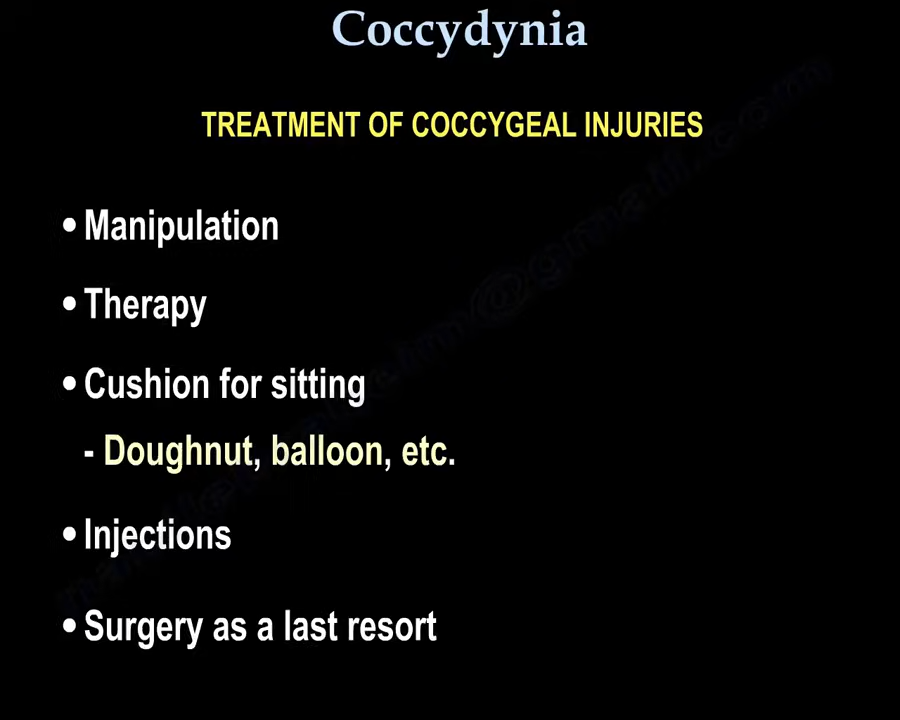 Coccydynia
TREATMENT OF COCCYGEAL INJURIES
• Manipulation
• Therapy
• Cushion for sitting
- Doughnut, balloon, etc.
• Injections
• Surgery as a last resort